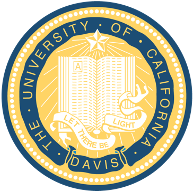 THE · UNIVERSITY · OF · CALIFORNIA ·
A
LET THERE BE
LIGHT
DAVIS